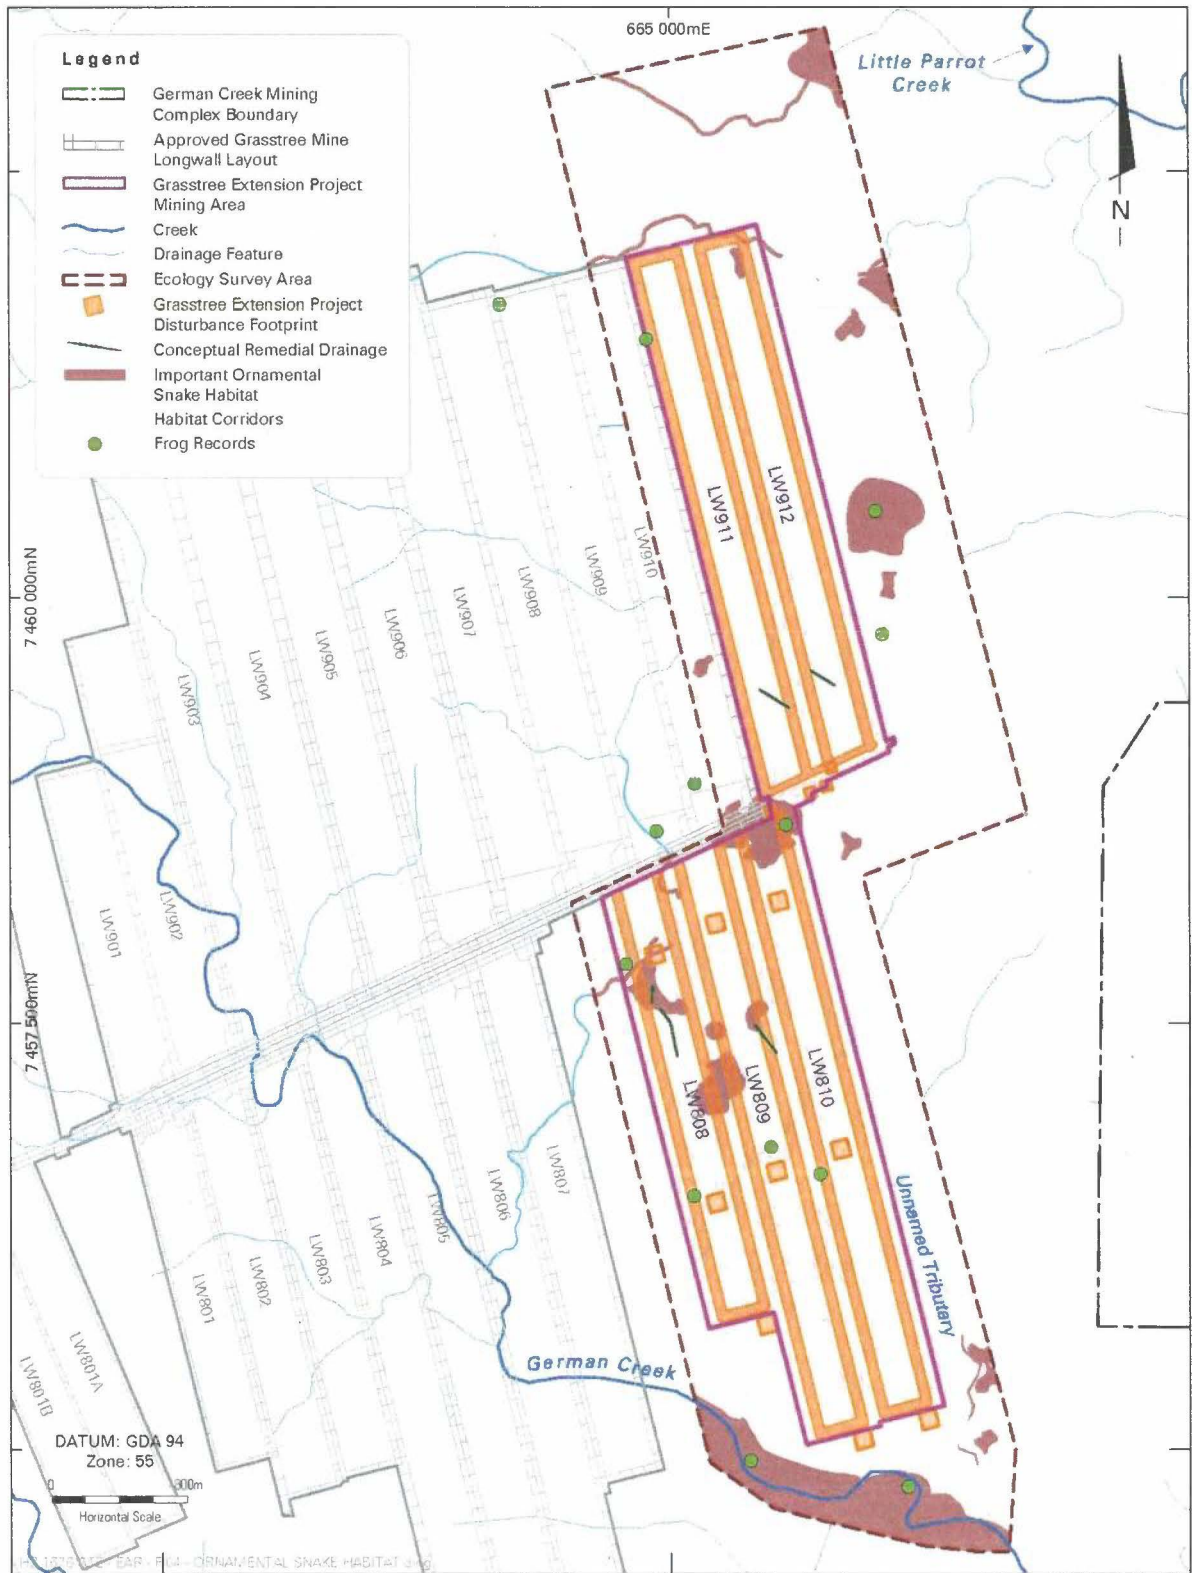 665 000mE
Little Parrot
Creek
N
Legend
German Creek Mining
Complex Boundary
Approved Grasstree Mine
Longwall Layout
Grasstree Extension Project
Mining Area
Creek
Drainage Feature
Ecology Survey Area
Grasstree Extension Project
Disturbance Footprint
Conceptual Remedial Drainage
Important Ornamental
Snake Habitat
Habitat Corridors
Frog Records
7 460 000mN
LW903
LW904
LW905
LW906
LW907
LW908
LW909
LW910
LW911
LW912
LW901
LW902
7 457 500mN
LW808
LW809
LW810
LW801
LW802
LW803
LW804
LW805
LW806
LW807
Unnamed Tributary
LW801B
LW801A
German Creek
DATUM: GDA 94
Zone: 55
0
300m
Horizontal Scale
ORNAMENTAL SNAKE HABITAT